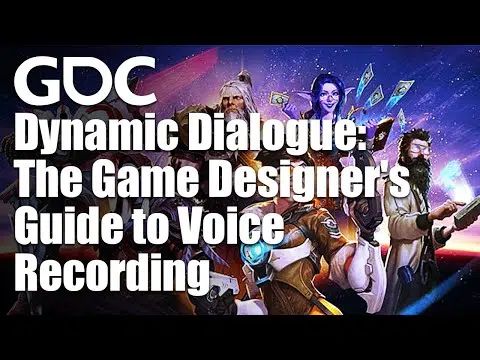 GDC
Dynamic Dialogue:
The Game Designer's
Guide to Voice
Recording